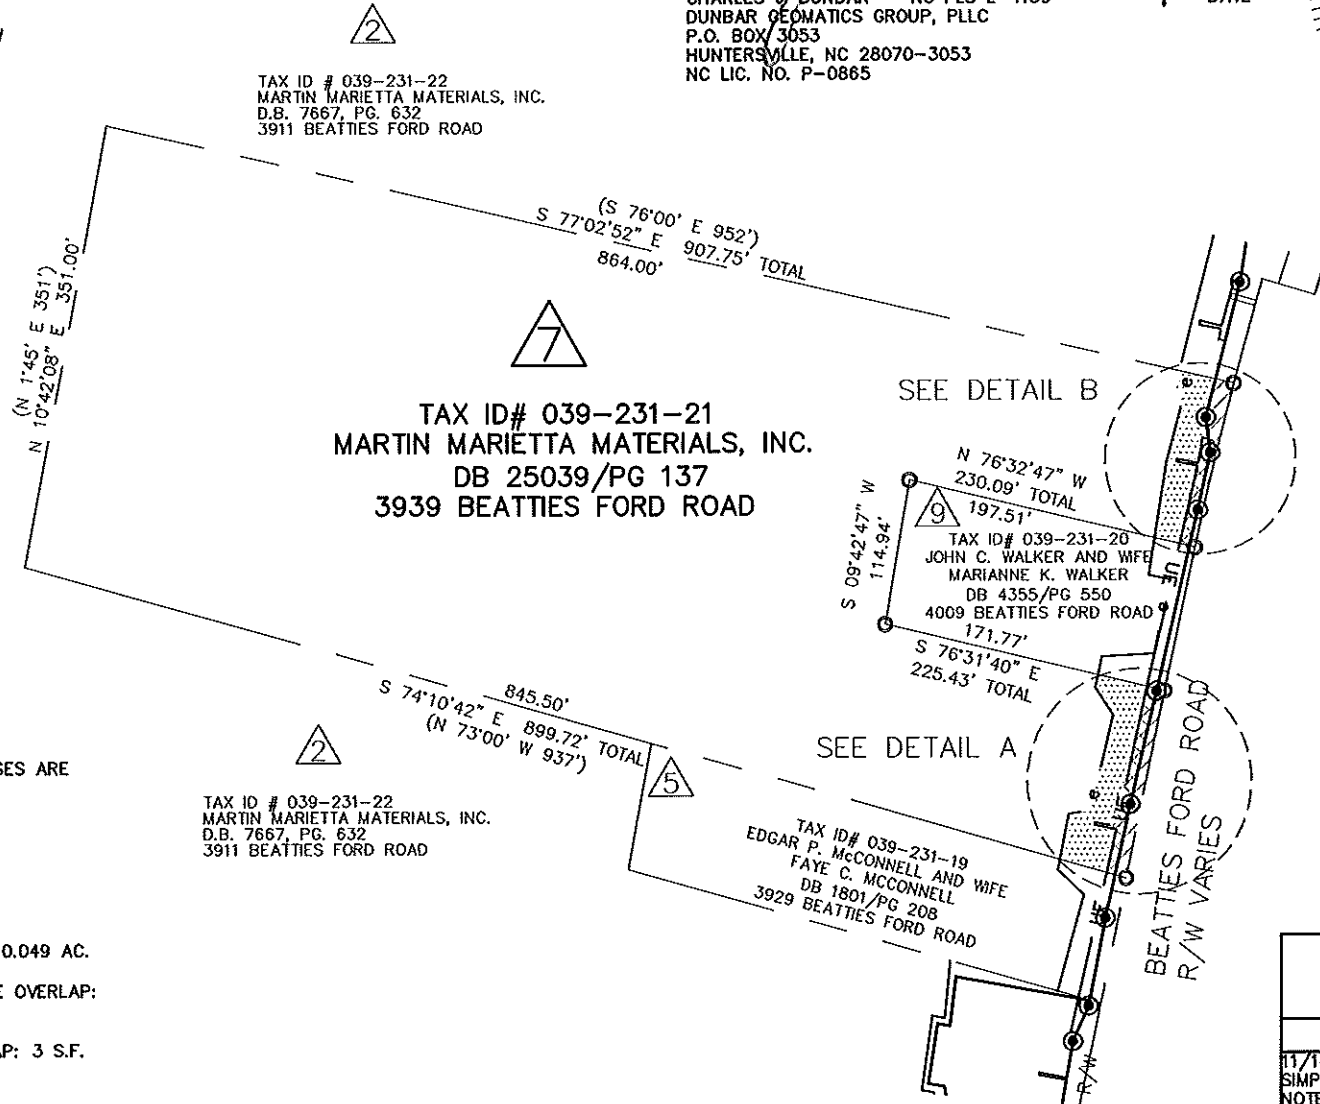 DUNBAR GEOMATICS GROUP, PLLC
P.O. BOX 3053
HUNTERSVILLE, NC 28070-3053
NC LIC. NO. P-0865
2
TAX ID # 039-231-22
MARTIN MARIETTA MATERIALS, INC.
D.B. 7667, PG. 632
3911 BEATTIES FORD ROAD
(S 76°00' E 952')
S 77°02'52" E 907.75' TOTAL
864.00'
(N 1°45' E 351')
N 10°42'08" E 351.00'
7
TAX ID# 039-231-21
MARTIN MARIETTA MATERIALS, INC.
DB 25039/PG 137
3939 BEATTIES FORD ROAD
SEE DETAIL B
N 76°32'47" W
230.09' TOTAL
197.51'
9
S 09°42'47" W
114.94'
TAX ID# 039-231-20
JOHN C. WALKER AND WIFE
MARIANNE K. WALKER
DB 4355/PG 550
4009 BEATTIES FORD ROAD
171.77'
S 76°31'40" E
225.43' TOTAL
e
UE
e
845.50'
S 74°10'42" E 899.72' TOTAL
(N 73°00' W 937')
SEE DETAIL A
5
2
TAX ID # 039-231-22
MARTIN MARIETTA MATERIALS, INC.
D.B. 7667, PG. 632
3911 BEATTIES FORD ROAD
TAX ID# 039-231-19
EDGAR P. McCONNELL AND WIFE
FAYE C. MCCONNELL
DB 1801/PG 208
3929 BEATTIES FORD ROAD
e
UE
UE
BEATTIES FORD ROAD
R/W VARIES
R/W
SES ARE
0.049 AC.
E OVERLAP:
AP: 3 S.F.
11/1
SIMP
NOTE